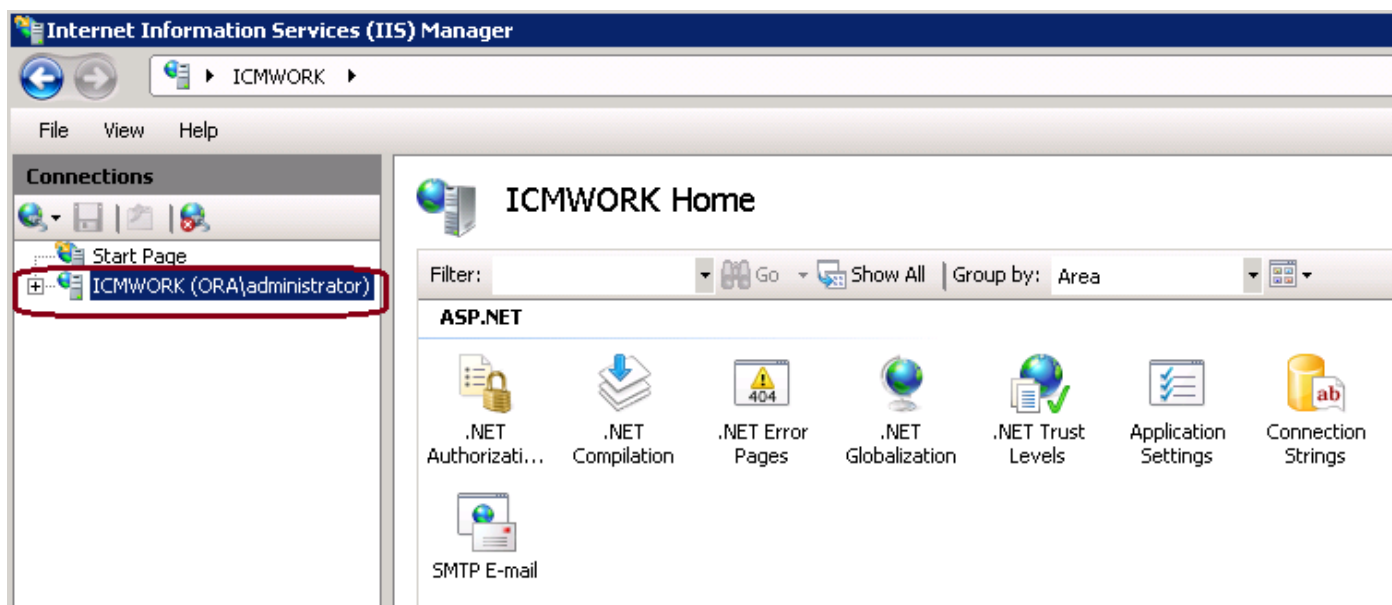 Internet Information Services (IIS) Manager
ICMWORK
File View Help
Connections
Start Page
ICMWORK (ORA\administrator)
ICMWORK Home
Filter: Go Show All Group by: Area
ASP.NET
404 ab
.NET .NET .NET Error .NET .NET Trust Application Connection
Authorizati... Compilation Pages Globalization Levels Settings Strings
SMTP E-mail